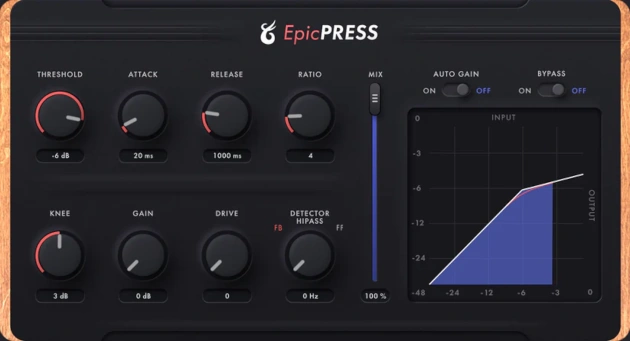 EpicPRESS
THRESHOLD ATTACK RELEASE RATIO MIX
AUTO GAIN BYPASS
ON OFF ON OFF
-6 dB 20 ms 1000 ms 4
KNEE GAIN DRIVE DETECTOR
HIPASS
FB FF
3 dB 0 dB 0 0 Hz 100 %
0 INPUT
-3
-6
-12
-24
-48 -24 -12 -6 -3 0
OUTPUT